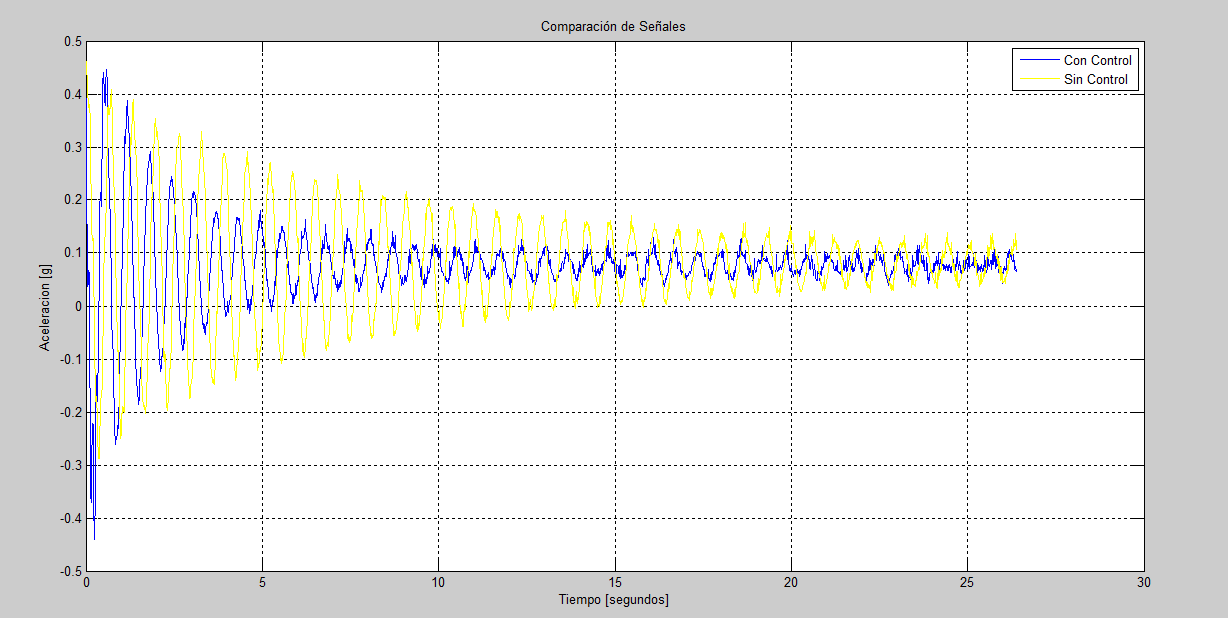 Comparación de Señales
Con Control
Sin Control
0.5
0.4
0.3
0.2
0.1
0
-0.1
-0.2
-0.3
-0.4
-0.5
Aceleracion [g]
0 5 10 15 20 25 30
Tiempo [segundos]